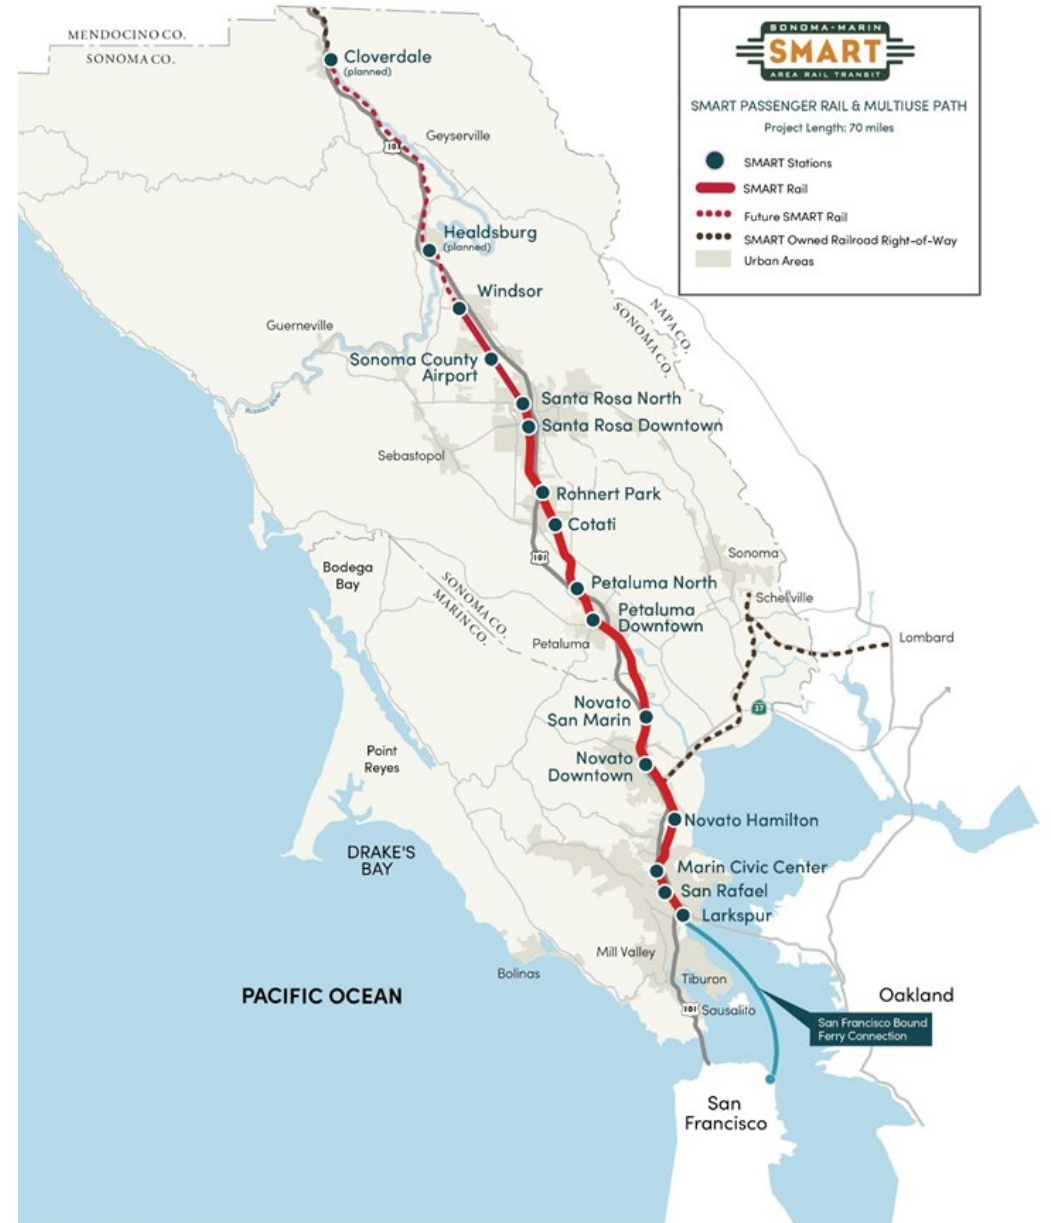 MENDOCINO CO.
SONOMA CO.
Cloverdale
(planned)
Geyserville
101
Healdsburg
(planned)
Windsor
Guerneville
Sonoma County
Airport
Russian River
Santa Rosa North
Santa Rosa Downtown
Sebastopol
Rohnert Park
Cotati
101
Bodega
Bay
SONOMA CO.
MARIN CO.
Petaluma North
Petaluma
Downtown
Petaluma
Sonoma
Schellville
Lombard
37
Novato
San Marin
Novato
Downtown
Point
Reyes
Novato Hamilton
DRAKE'S
BAY
Marin Civic Center
San Rafael
Larkspur
Mill Valley
Bolinas
Tiburon
101
Sausalito
PACIFIC OCEAN
Oakland
San Francisco Bound
Ferry Connection
San
Francisco
NAPA CO.
SONOMA CO.
SONOMA-MARIN
SMART
AREA RAIL TRANSIT
SMART PASSENGER RAIL & MULTIUSE PATH
Project Length: 70 miles
SMART Stations
SMART Rail
Future SMART Rail
SMART Owned Railroad Right-of-Way
Urban Areas